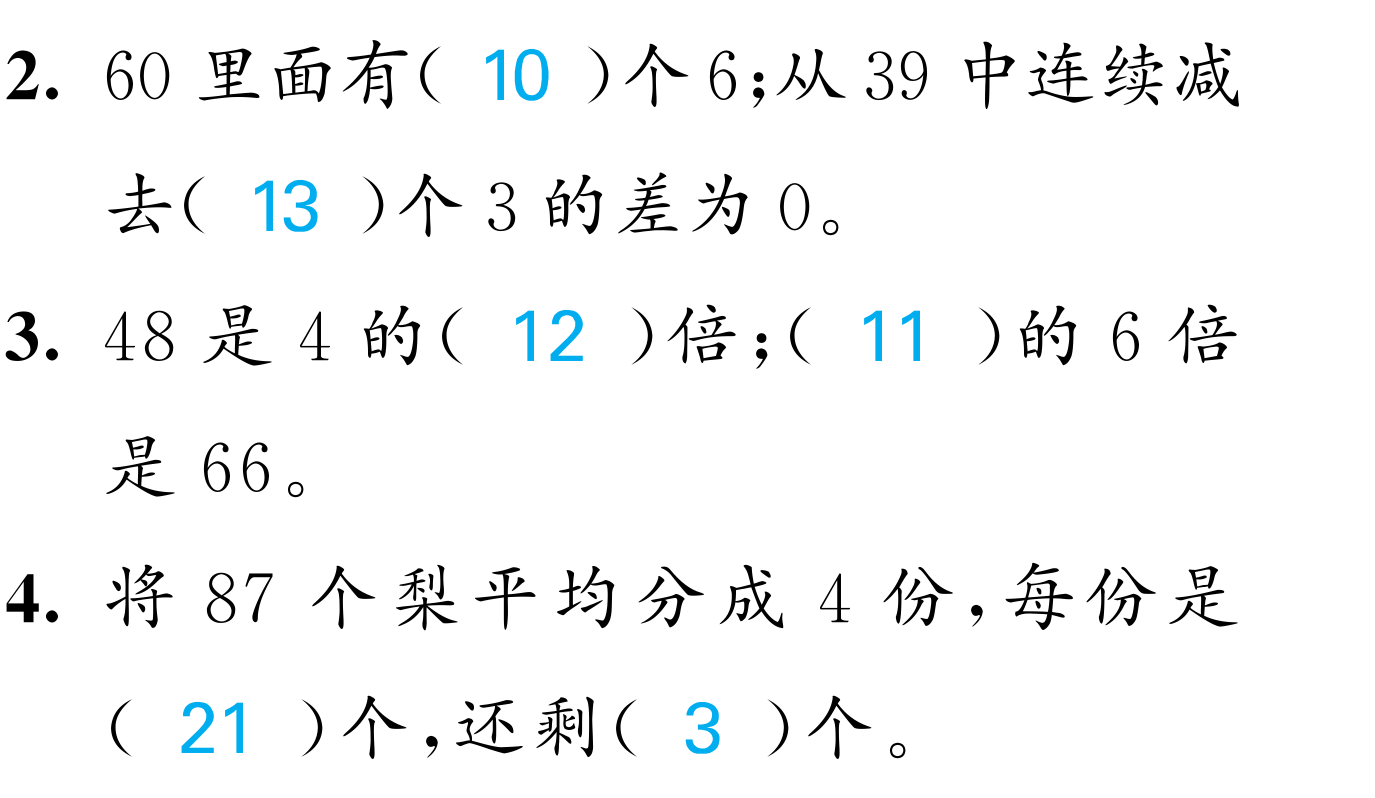 2. 60 里面有( 10 )个 6;从 39 中连续减
去( 13 )个 3 的差为 0。
3. 48 是 4 的( 12 )倍;( 11 )的 6 倍
是 66。
4. 将 87 个梨平均分成 4 份,每份是
( 21 )个,还剩( 3 )个。